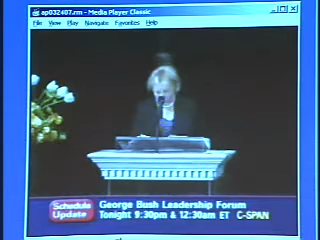 ap032407.rm - Media Player Classic
File View Play Navigate Favorites Help
Schedule Update
George Bush Leadership Forum
Tonight 9:30pm & 12:30am ET C-SPAN